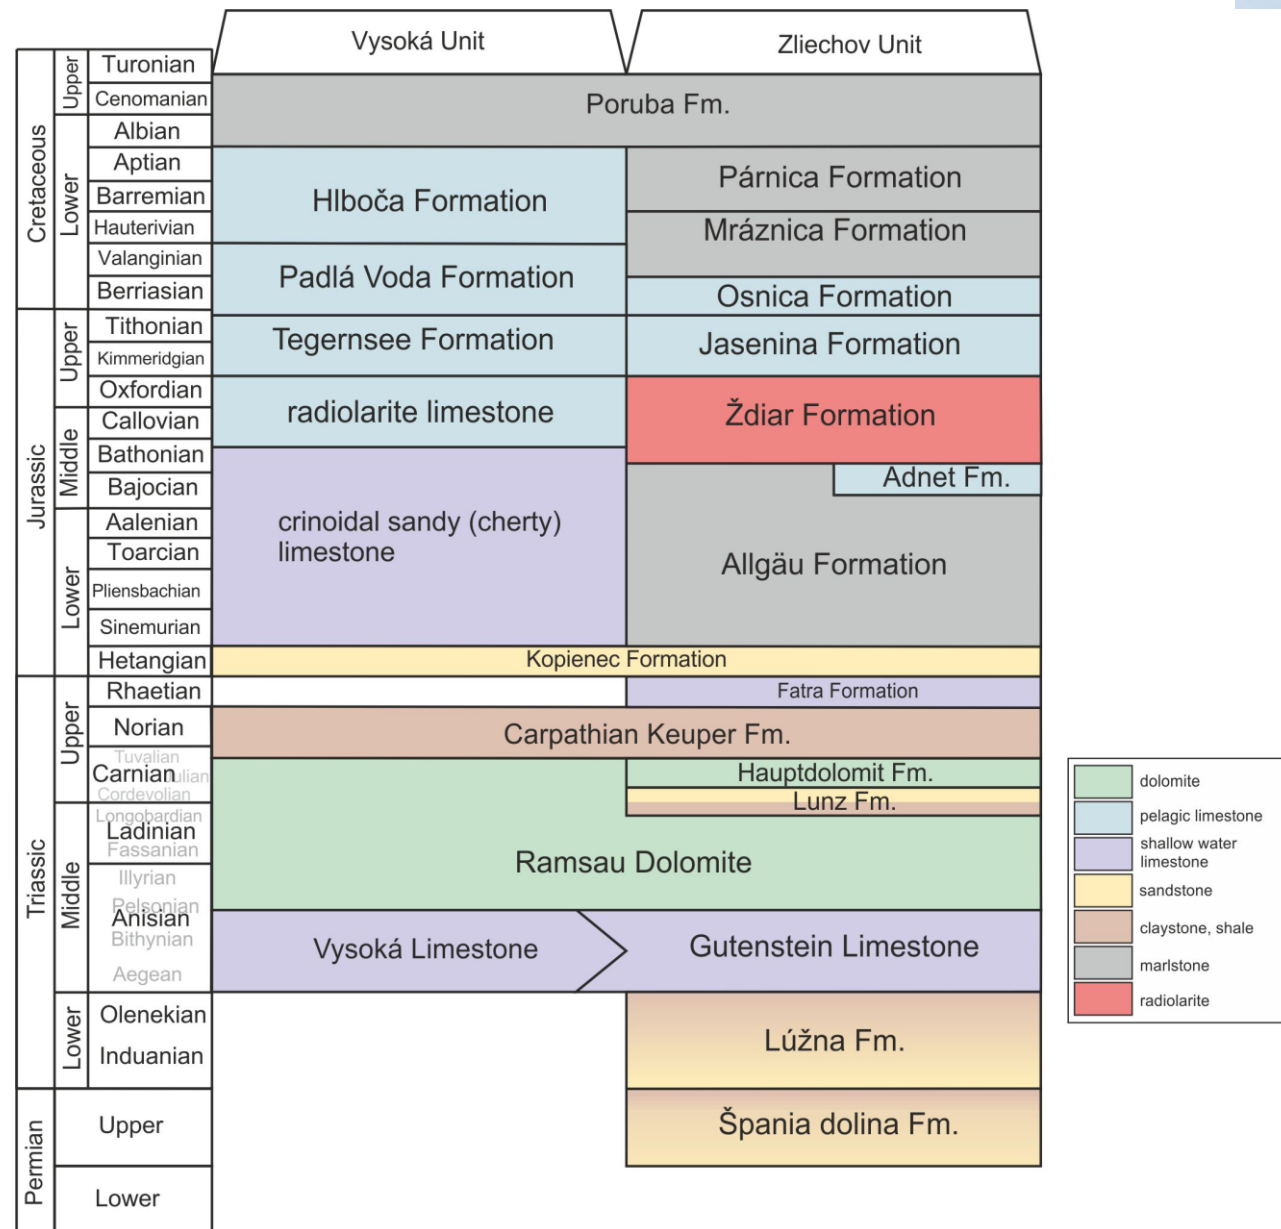 Vysoká Unit
Zliechov Unit
Cretaceous
Upper
Turonian
Cenomanian
Lower
Albian
Aptian
Barremian
Hauterivian
Valanginian
Berriasian
Jurassic
Upper
Tithonian
Kimmeridgian
Oxfordian
Middle
Callovian
Bathonian
Bajocian
Lower
Aalenian
Toarcian
Pliensbachian
Sinemurian
Hetangian
Triassic
Upper
Rhaetian
Norian
Tuvalian
Carnian
Julian
Cordevolian
Middle
Longobardian
Ladinian
Fassanian
Illyrian
Pelsonian
Anisian
Bithynian
Aegean
Lower
Olenekian
Induanian
Permian
Upper
Lower
Poruba Fm.
Hlboča Formation
Párnica Formation
Mráznica Formation
Padlá Voda Formation
Osnica Formation
Tegernsee Formation
Jasenina Formation
radiolarite limestone
Ždiar Formation
Adnet Fm.
crinoidal sandy (cherty)
limestone
Allgäu Formation
Kopienec Formation
Fatra Formation
Carpathian Keuper Fm.
Hauptdolomit Fm.
Lunz Fm.
Ramsau Dolomite
Vysoká Limestone
Gutenstein Limestone
Lúžna Fm.
Špania dolina Fm.
dolomite
pelagic limestone
shallow water
limestone
sandstone
claystone, shale
marlstone
radiolarite